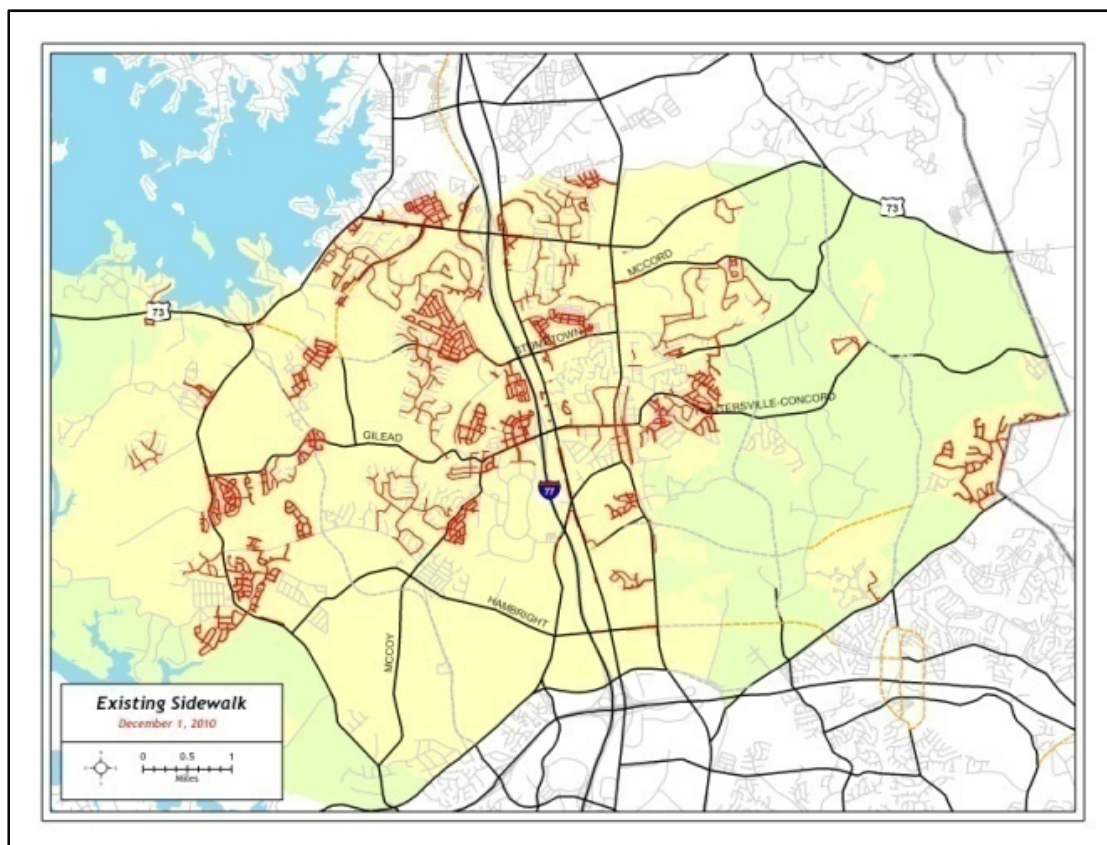 73
MCCORD
73
STUMPTOWN
NTERSVILLE-CONCORD
GILEAD
77
HAMBRIGHT
MCCOY
Existing Sidewalk
December 1, 2010
0 0.5 1
Miles